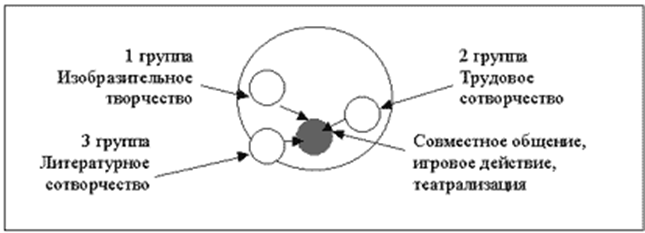 1 группа
Изобразительное
творчество
2 группа
Трудовое
сотворчество
3 группа
Литературное
сотворчество
Совместное общение,
игровое действие,
театрализация